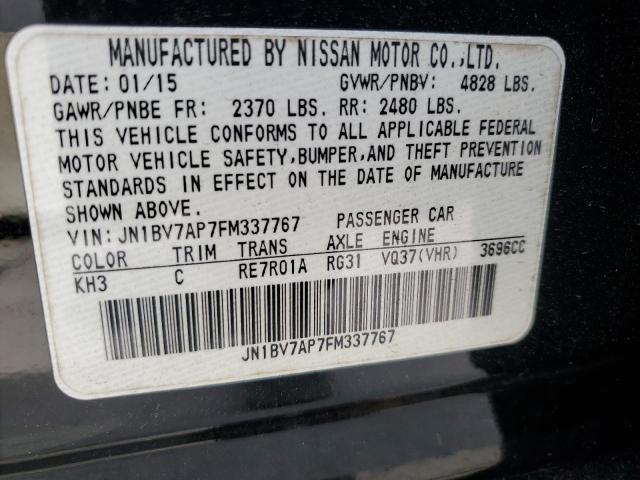 MANUFACTURED BY NISSAN MOTOR CO.,LTD.
DATE: 01/15 GVWR/PNBV: 4828 LBS.
GAWR/PNBE FR: 2370 LBS. RR: 2480 LBS.
THIS VEHICLE CONFORMS TO ALL APPLICABLE FEDERAL
MOTOR VEHICLE SAFETY,BUMPER,AND THEFT PREVENTION
STANDARDS IN EFFECT ON THE DATE OF MANUFACTURE
SHOWN ABOVE.
VIN: JN1BV7AP7FM337767 PASSENGER CAR
COLOR TRIM TRANS AXLE ENGINE
KH3 C RE7R01A RG31 VQ37(VHR) 3696CC
JN1BV7AP7FM337767